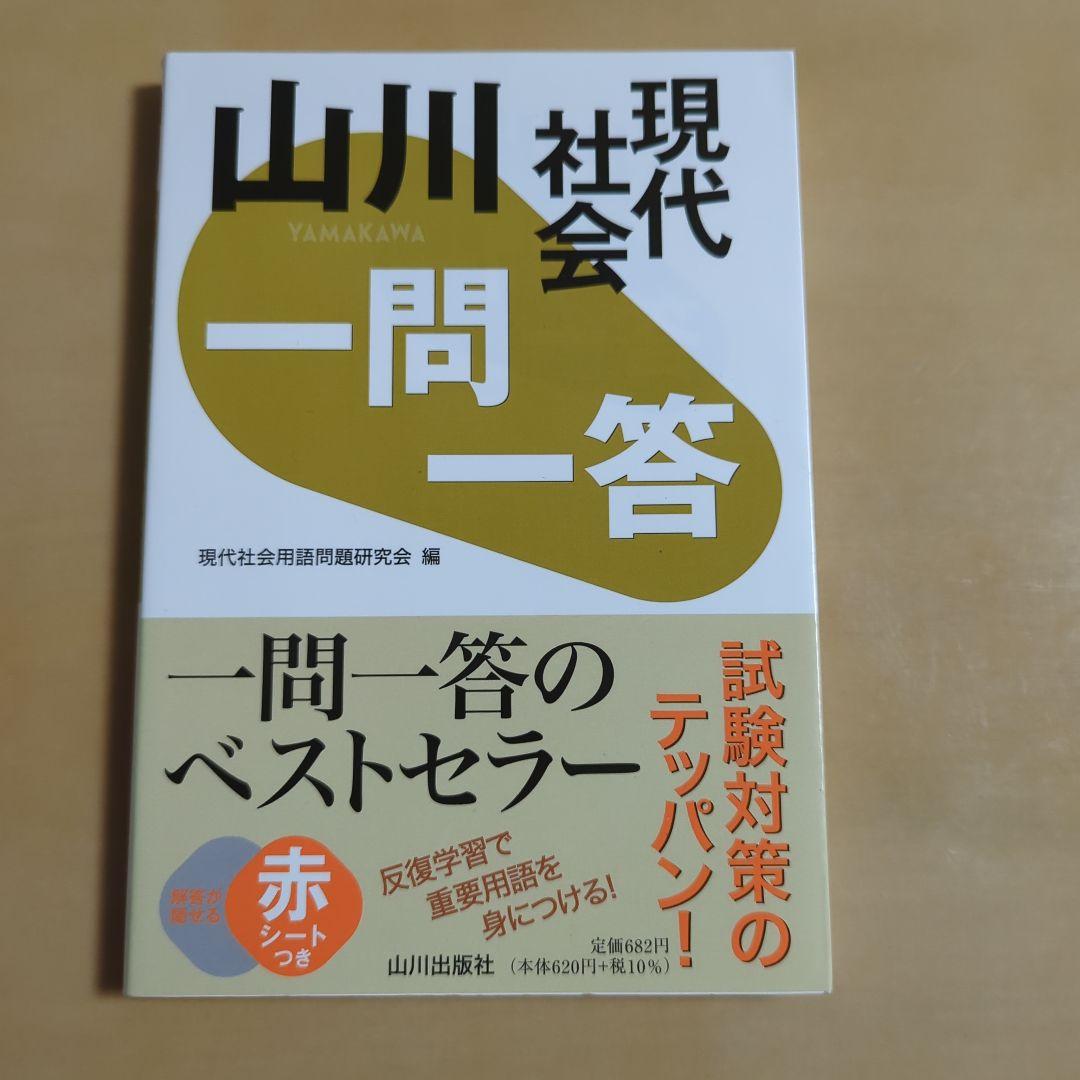 山川
YAMAKAWA
現代
社会
一問
一答
現代社会用語問題研究会 編
一問一答の
ベストセラー
試験対策の
テッパン!
解答が
隠せる
赤
シート
つき
反復学習で
重要用語を
身につける!
山川出版社
定価682円
(本体620円+税10%)